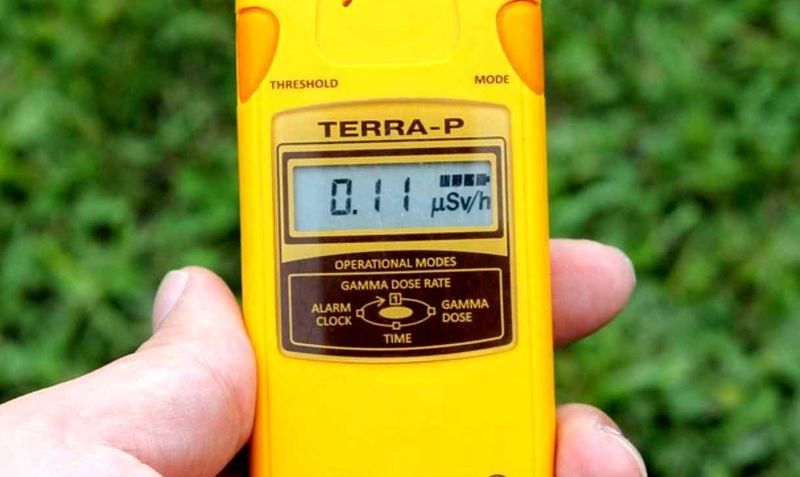 THRESHOLD MODE
TERRA-P
0.11 μSv/h
OPERATIONAL MODES
GAMMA DOSE RATE
1
ALARM CLOCK
GAMMA DOSE
TIME